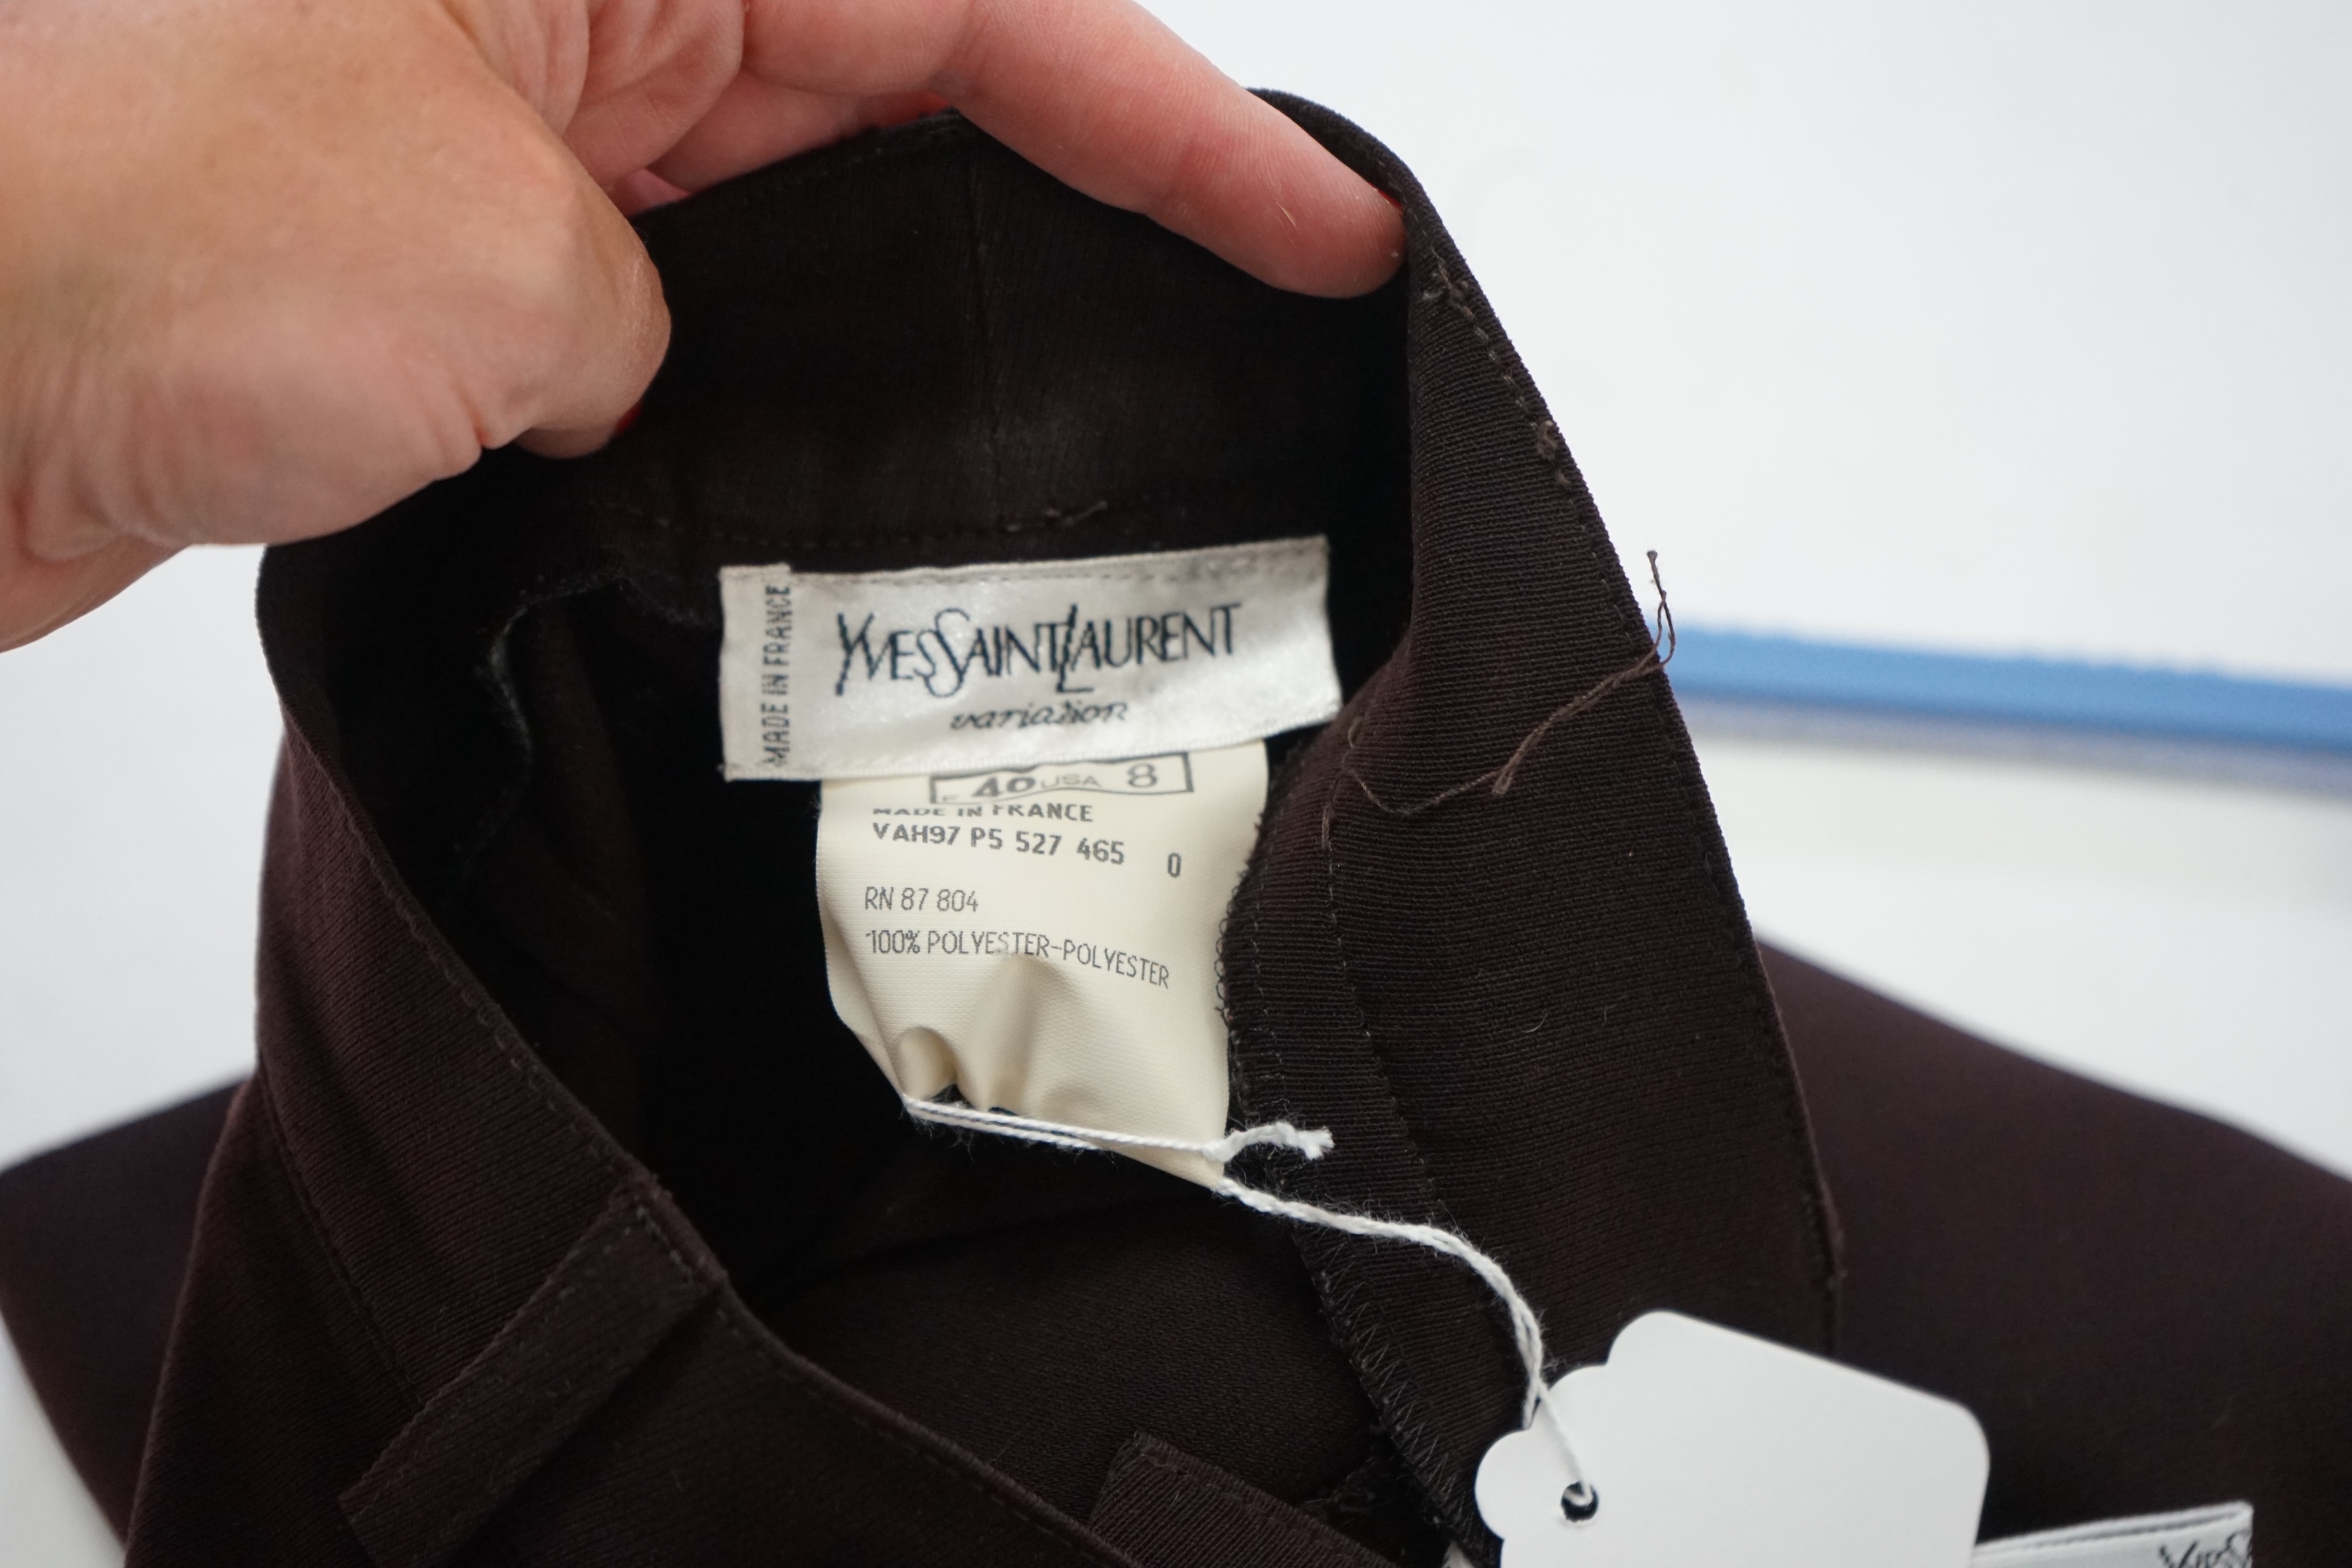 MADE IN FRANCE
YVES SAINT LAURENT
variation
F 40 USA 8
MADE IN FRANCE
VAH97 P5 527 465 0
RN 87 804
100% POLYESTER-POLYESTER